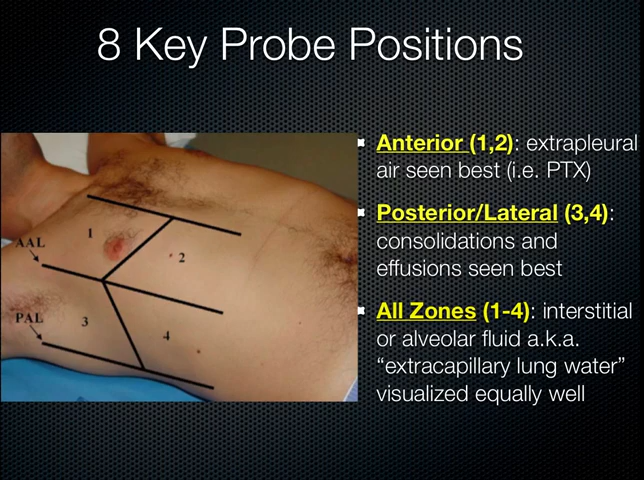 8 Key Probe Positions
Anterior (1,2): extrapleural
air seen best (i.e. PTX)
Posterior/Lateral (3,4):
consolidations and
effusions seen best
All Zones (1-4): interstitial
or alveolar fluid a.k.a.
“extracapillary lung water”
visualized equally well
1
AAL
2
PAL
3
4